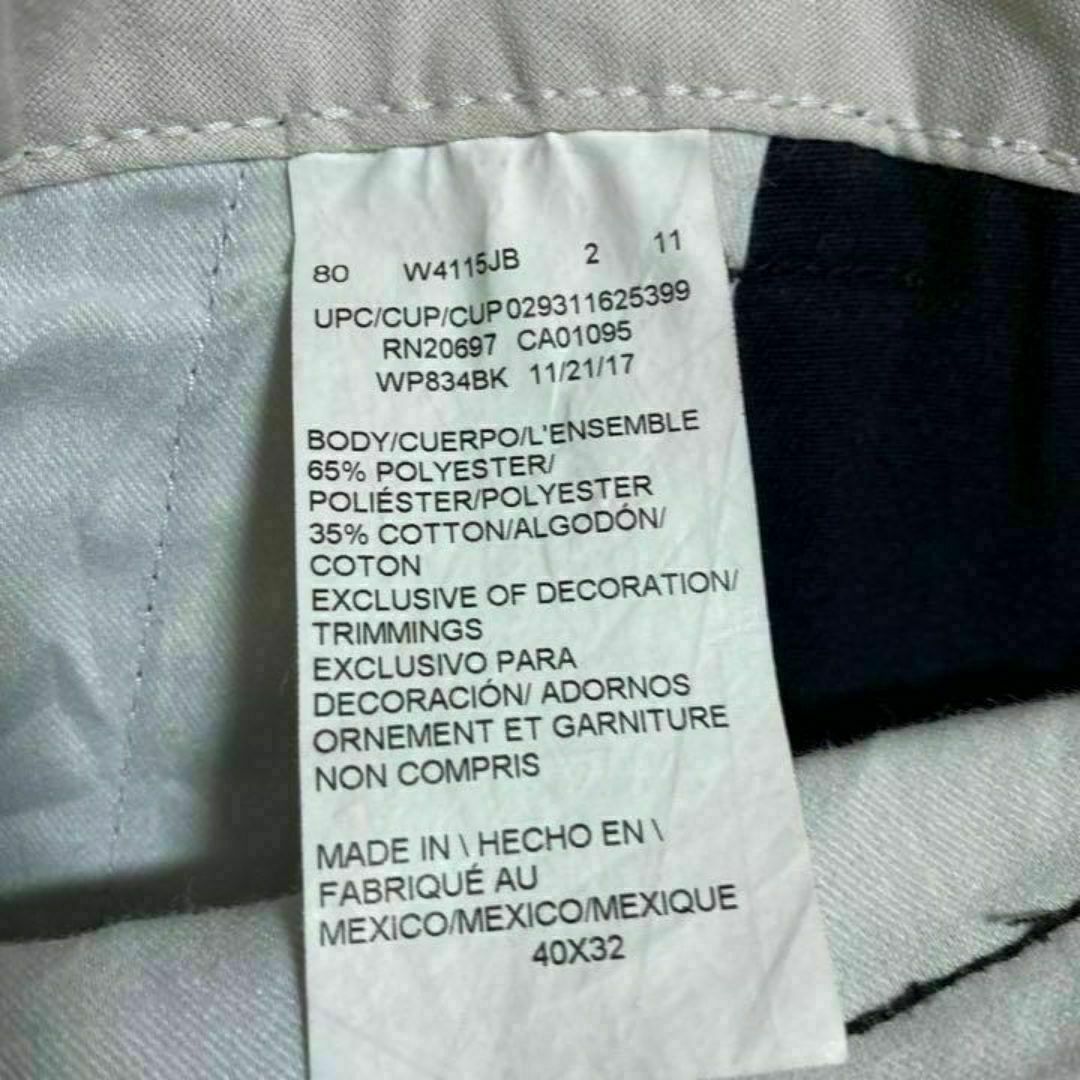 80 W4115JB 2 11
UPC/CUP/CUP 029311625399
RN20697 CA01095
WP834BK 11/21/17
BODY/CUERPO/L'ENSEMBLE
65% POLYESTER/
POLIÉSTER/POLYESTER
35% COTTON/ALGODÓN/
COTON
EXCLUSIVE OF DECORATION/
TRIMMINGS
EXCLUSIVO PARA
DECORACIÓN/ ADORNOS
ORNEMENT ET GARNITURE
NON COMPRIS
MADE IN \ HECHO EN \
FABRIQUÉ AU
MEXICO/MEXICO/MEXIQUE
40X32